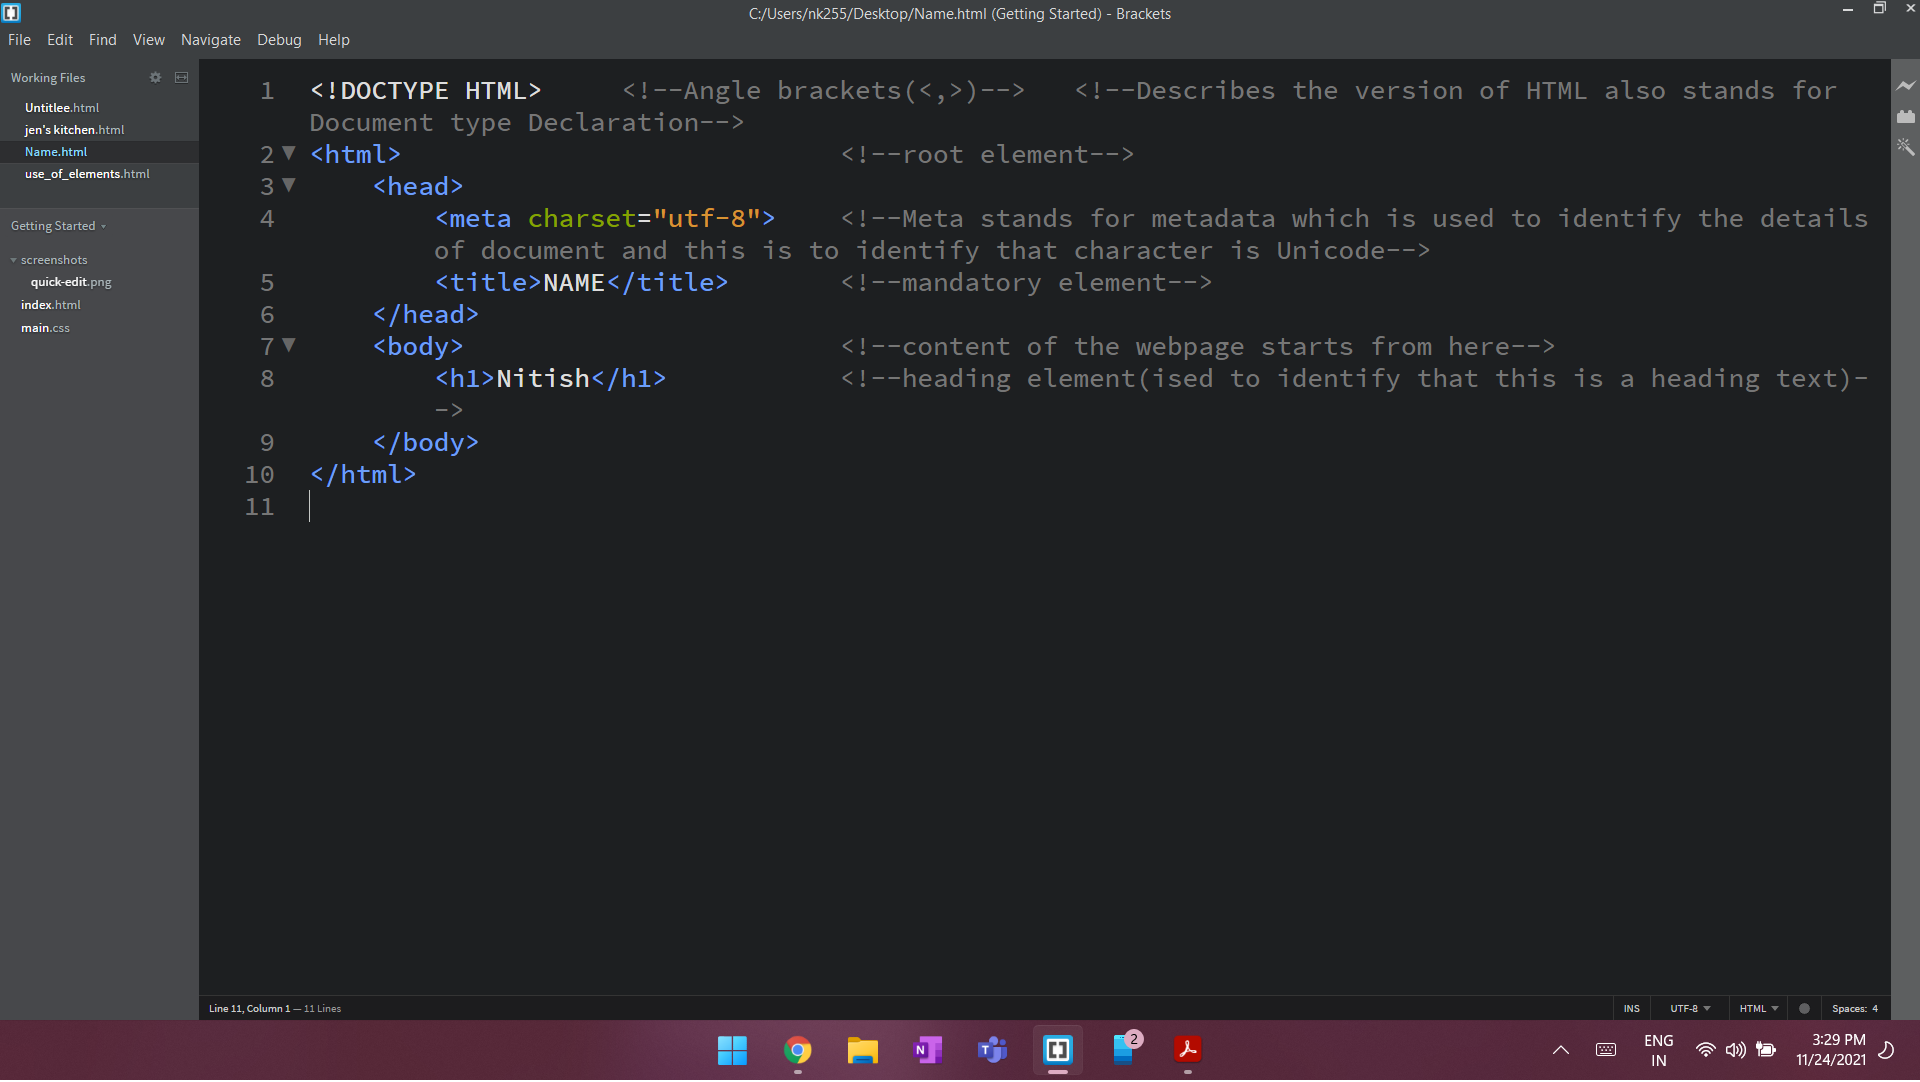 C:/Users/nk255/Desktop/Name.html (Getting Started) - Brackets
File Edit Find View Navigate Debug Help
Working Files
Untitlee.html
jen's kitchen.html
Name.html
use_of_elements.html
Getting Started
screenshots
quick-edit.png
index.html
main.css
1 <!DOCTYPE HTML> <!--Angle brackets(<,>)--> <!--Describes the version of HTML also stands for
Document type Declaration-->
2 <html> <!--root element-->
3 <head>
4 <meta charset="utf-8"> <!--Meta stands for metadata which is used to identify the details
of document and this is to identify that character is Unicode-->
5 <title>NAME</title> <!--mandatory element-->
6 </head>
7 <body> <!--content of the webpage starts from here-->
8 <h1>Nitish</h1> <!--heading element(ised to identify that this is a heading text)-
->
9 </body>
10 </html>
11
Line 11, Column 1 — 11 Lines
INS UTF-8 HTML Spaces: 4
N
T
2
ENG
IN
3:29 PM
11/24/2021